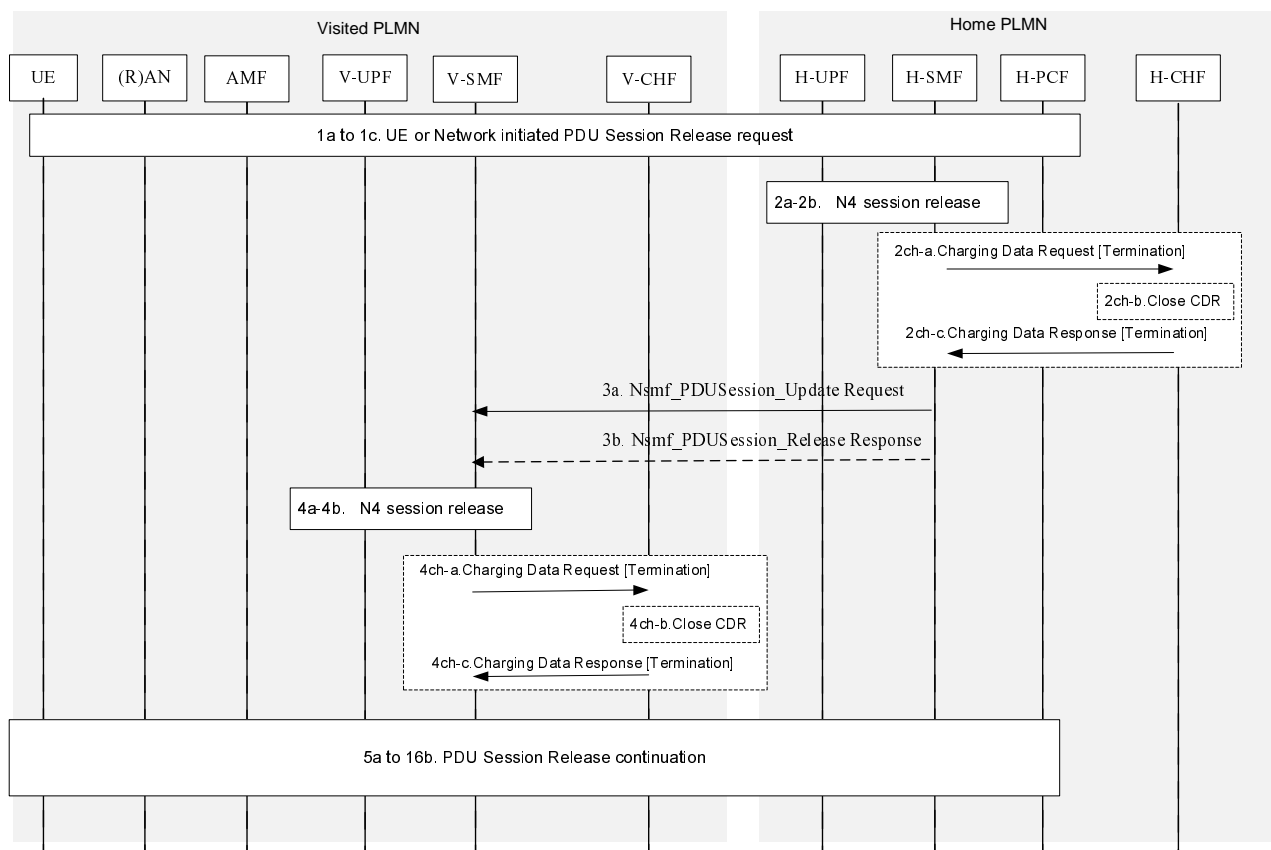 Visited PLMN
Home PLMN
UE
(R)AN
AMF
V-UPF
V-SMF
V-CHF
H-UPF
H-SMF
H-PCF
H-CHF
1a to 1c. UE or Network initiated PDU Session Release request
2a-2b. N4 session release
2ch-a.Charging Data Request [Termination]
2ch-b.Close CDR
2ch-c.Charging Data Response [Termination]
3a. Nsmf_PDUSession_Update Request
3b. Nsmf_PDUSession_Release Response
4a-4b. N4 session release
4ch-a.Charging Data Request [Termination]
4ch-b.Close CDR
4ch-c.Charging Data Response [Termination]
5a to 16b. PDU Session Release continuation